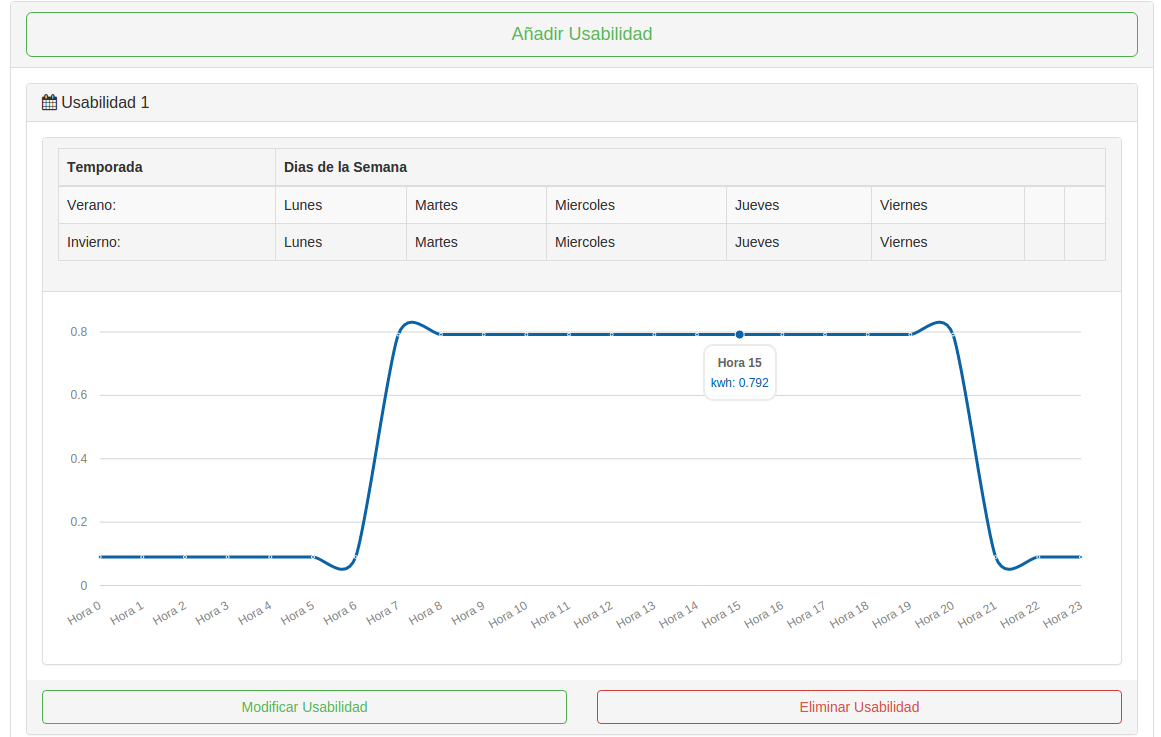 Añadir Usabilidad
Usabilidad 1
Temporada Dias de la Semana
Verano: Lunes Martes Miercoles Jueves Viernes
Invierno: Lunes Martes Miercoles Jueves Viernes
0.8
Hora 15
kwh: 0.792
0.6
0.4
0.2
0
Hora 0 Hora 1 Hora 2 Hora 3 Hora 4 Hora 5 Hora 6 Hora 7 Hora 8 Hora 9 Hora 10 Hora 11 Hora 12 Hora 13 Hora 14 Hora 15 Hora 16 Hora 17 Hora 18 Hora 19 Hora 20 Hora 21 Hora 22 Hora 23
Modificar Usabilidad Eliminar Usabilidad